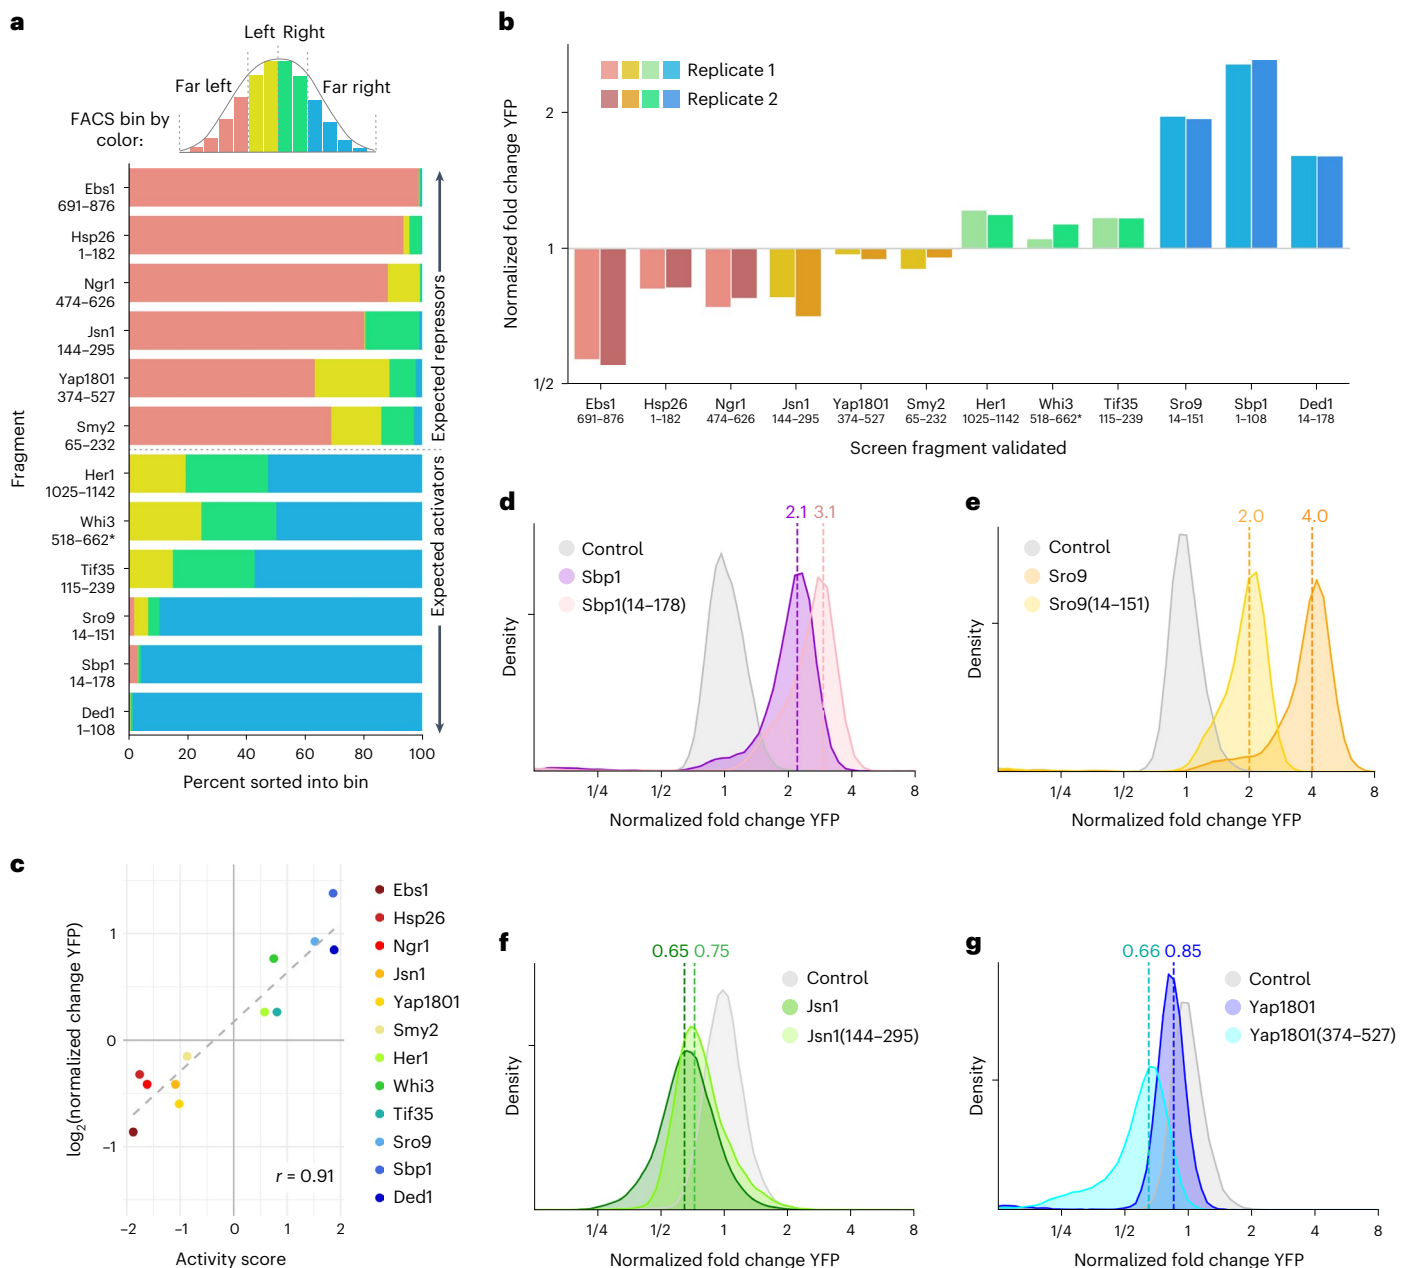 a
Left Right
Far left
Far right
FACS bin by
color:
Fragment
Ebs1
691–876
Hsp26
1–182
Ngr1
474–626
Jsn1
144–295
Yap1801
374–527
Smy2
65–232
Her1
1025–1142
Whi3
518–662*
Tif35
115–239
Sro9
14–151
Sbp1
14–178
Ded1
1–108
Expected repressors
Expected activators
0 20 40 60 80 100
Percent sorted into bin
b
Normalized fold change YFP
2
1
1/2
Replicate 1
Replicate 2
Ebs1 Hsp26 Ngr1 Jsn1 Yap1801 Smy2 Her1 Whi3 Tif35 Sro9 Sbp1 Ded1
691–876 1–182 474–626 144–295 374–527 65–232 1025–1142 518–662* 115–239 14–151 1–108 14–178
Screen fragment validated
c
log2(normalized change YFP)
1
0
–1
r = 0.91
–2 –1 0 1 2
Activity score
Ebs1
Hsp26
Ngr1
Jsn1
Yap1801
Smy2
Her1
Whi3
Tif35
Sro9
Sbp1
Ded1
d
2.1 3.1
Control
Sbp1
Sbp1(14–178)
Density
1/4 1/2 1 2 4 8
Normalized fold change YFP
e
2.0 4.0
Control
Sro9
Sro9(14–151)
Density
1/4 1/2 1 2 4 8
Normalized fold change YFP
f
0.65 0.75
Control
Jsn1
Jsn1(144–295)
Density
1/4 1/2 1 2 4 8
Normalized fold change YFP
g
0.66 0.85
Control
Yap1801
Yap1801(374–527)
Density
1/4 1/2 1 2 4 8
Normalized fold change YFP